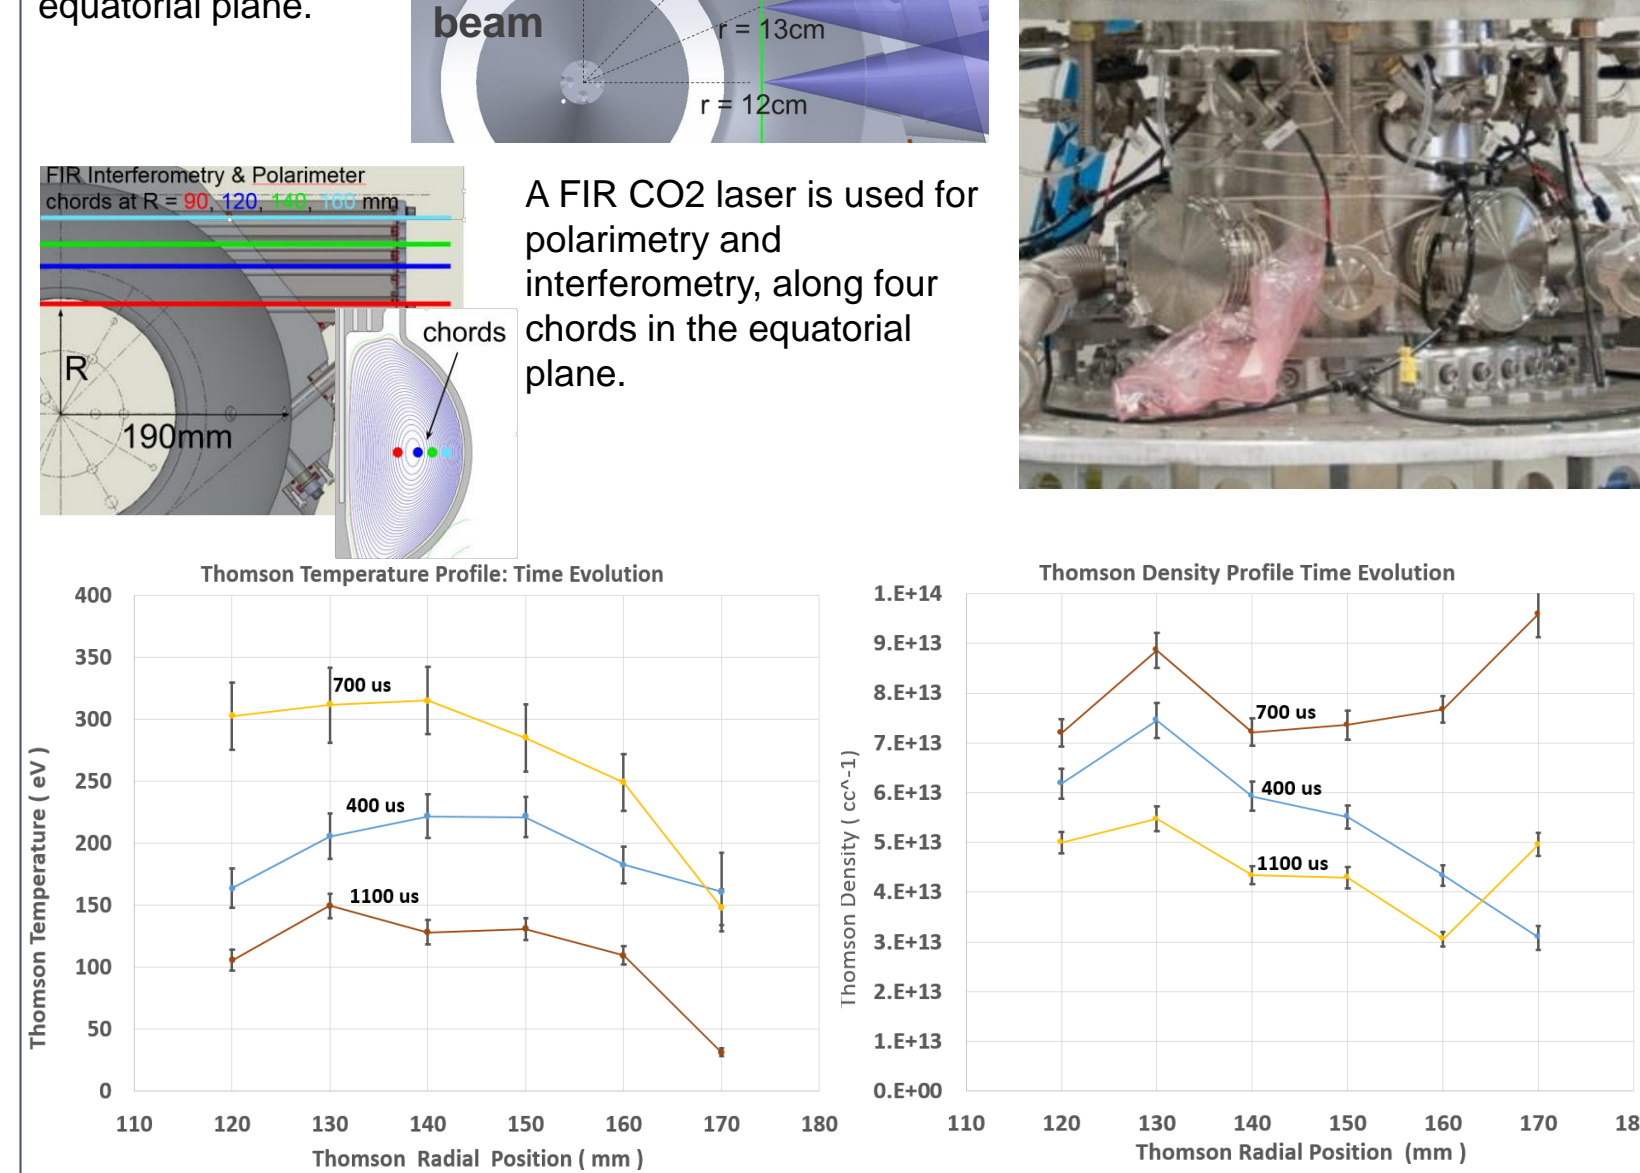 equatorial plane.
beam
r = 13cm
r = 12cm
FIR Interferometry & Polarimeter
chords at R = 90, 120, 140, 160 mm
R
190mm
chords
A FIR CO2 laser is used for
polarimetry and
interferometry, along four
chords in the equatorial
plane.
Thomson Temperature Profile: Time Evolution
400
350
300
250
200
150
100
50
0
Thomson Temperature ( eV )
700 us
400 us
1100 us
110 120 130 140 150 160 170 180
Thomson Radial Position ( mm )
Thomson Density Profile Time Evolution
1.E+14
9.E+13
8.E+13
7.E+13
6.E+13
5.E+13
4.E+13
3.E+13
2.E+13
1.E+13
0.E+00
Thomson Density ( cc^-1)
700 us
400 us
1100 us
110 120 130 140 150 160 170 18
Thomson Radial Position (mm )